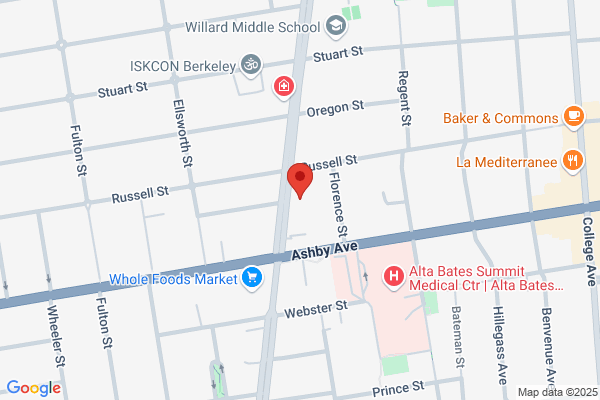 Willard Middle School
Stuart St
ISKCON Berkeley
Stuart St
Regent St
Oregon St
Ellsworth St
Baker & Commons
Fulton St
La Mediterranee
Russell St
Russell St
Florence St
College Ave
Ashby Ave
Whole Foods Market
H
Alta Bates Summit
Medical Ctr | Alta Bates...
Webster St
Wheeler St
Fulton St
Bateman St
Hillegass Ave
Benvenue Ave
Prince St
Google
Map data ©2025